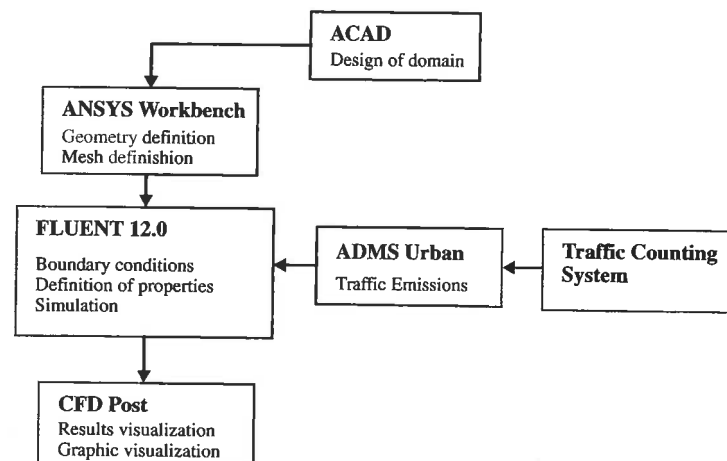 ACAD
Design of domain
ANSYS Workbench
Geometry definition
Mesh definishion
FLUENT 12.0
Boundary conditions
Definition of properties
Simulation
ADMS Urban
Traffic Emissions
Traffic Counting
System
CFD Post
Results visualization
Graphic visualization